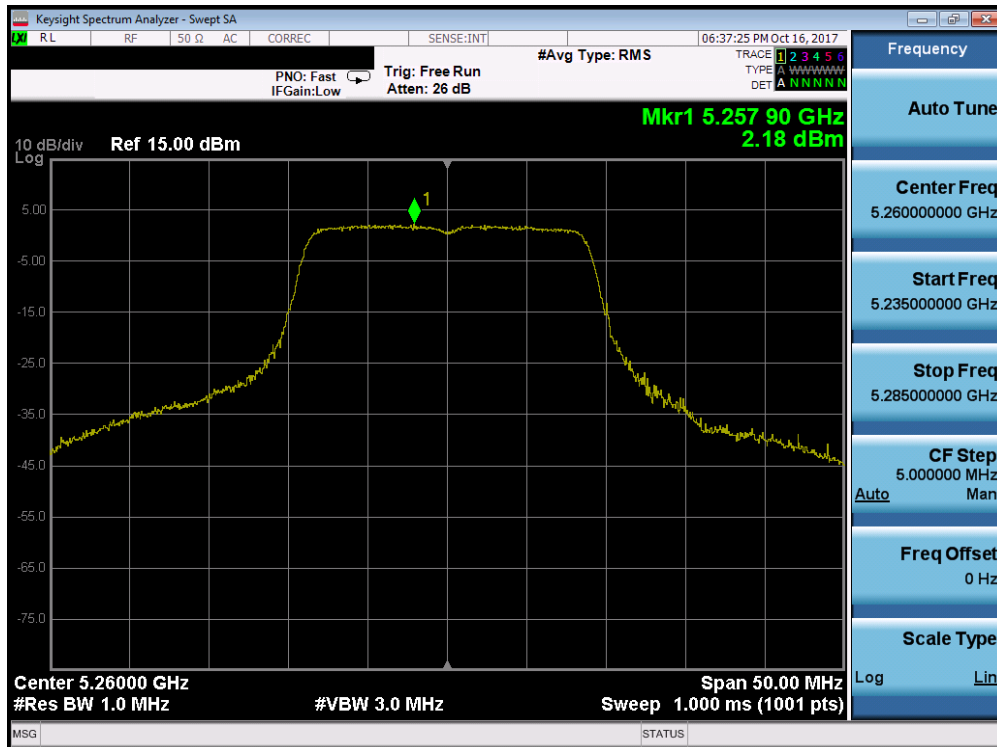 Keysight Spectrum Analyzer - Swept SA
LXI RL RF 50 Ω AC CORREC SENSE:INT 06:37:25 PM Oct 16, 2017
#Avg Type: RMS TRACE 1 2 3 4 5 6
PNO: Fast Trig: Free Run TYPE A WWWWW
IFGain:Low Atten: 26 dB DET A N N N N N
Mkr1 5.257 90 GHz
10 dB/div Ref 15.00 dBm 2.18 dBm
Log
1
5.00
-5.00
-15.0
-25.0
-35.0
-45.0
-55.0
-65.0
-75.0
Center 5.26000 GHz Span 50.00 MHz
#Res BW 1.0 MHz #VBW 3.0 MHz Sweep 1.000 ms (1001 pts)
MSG STATUS
Frequency
Auto Tune
Center Freq
5.260000000 GHz
Start Freq
5.235000000 GHz
Stop Freq
5.285000000 GHz
CF Step
5.000000 MHz
Auto Man
Freq Offset
0 Hz
Scale Type
Log Lin